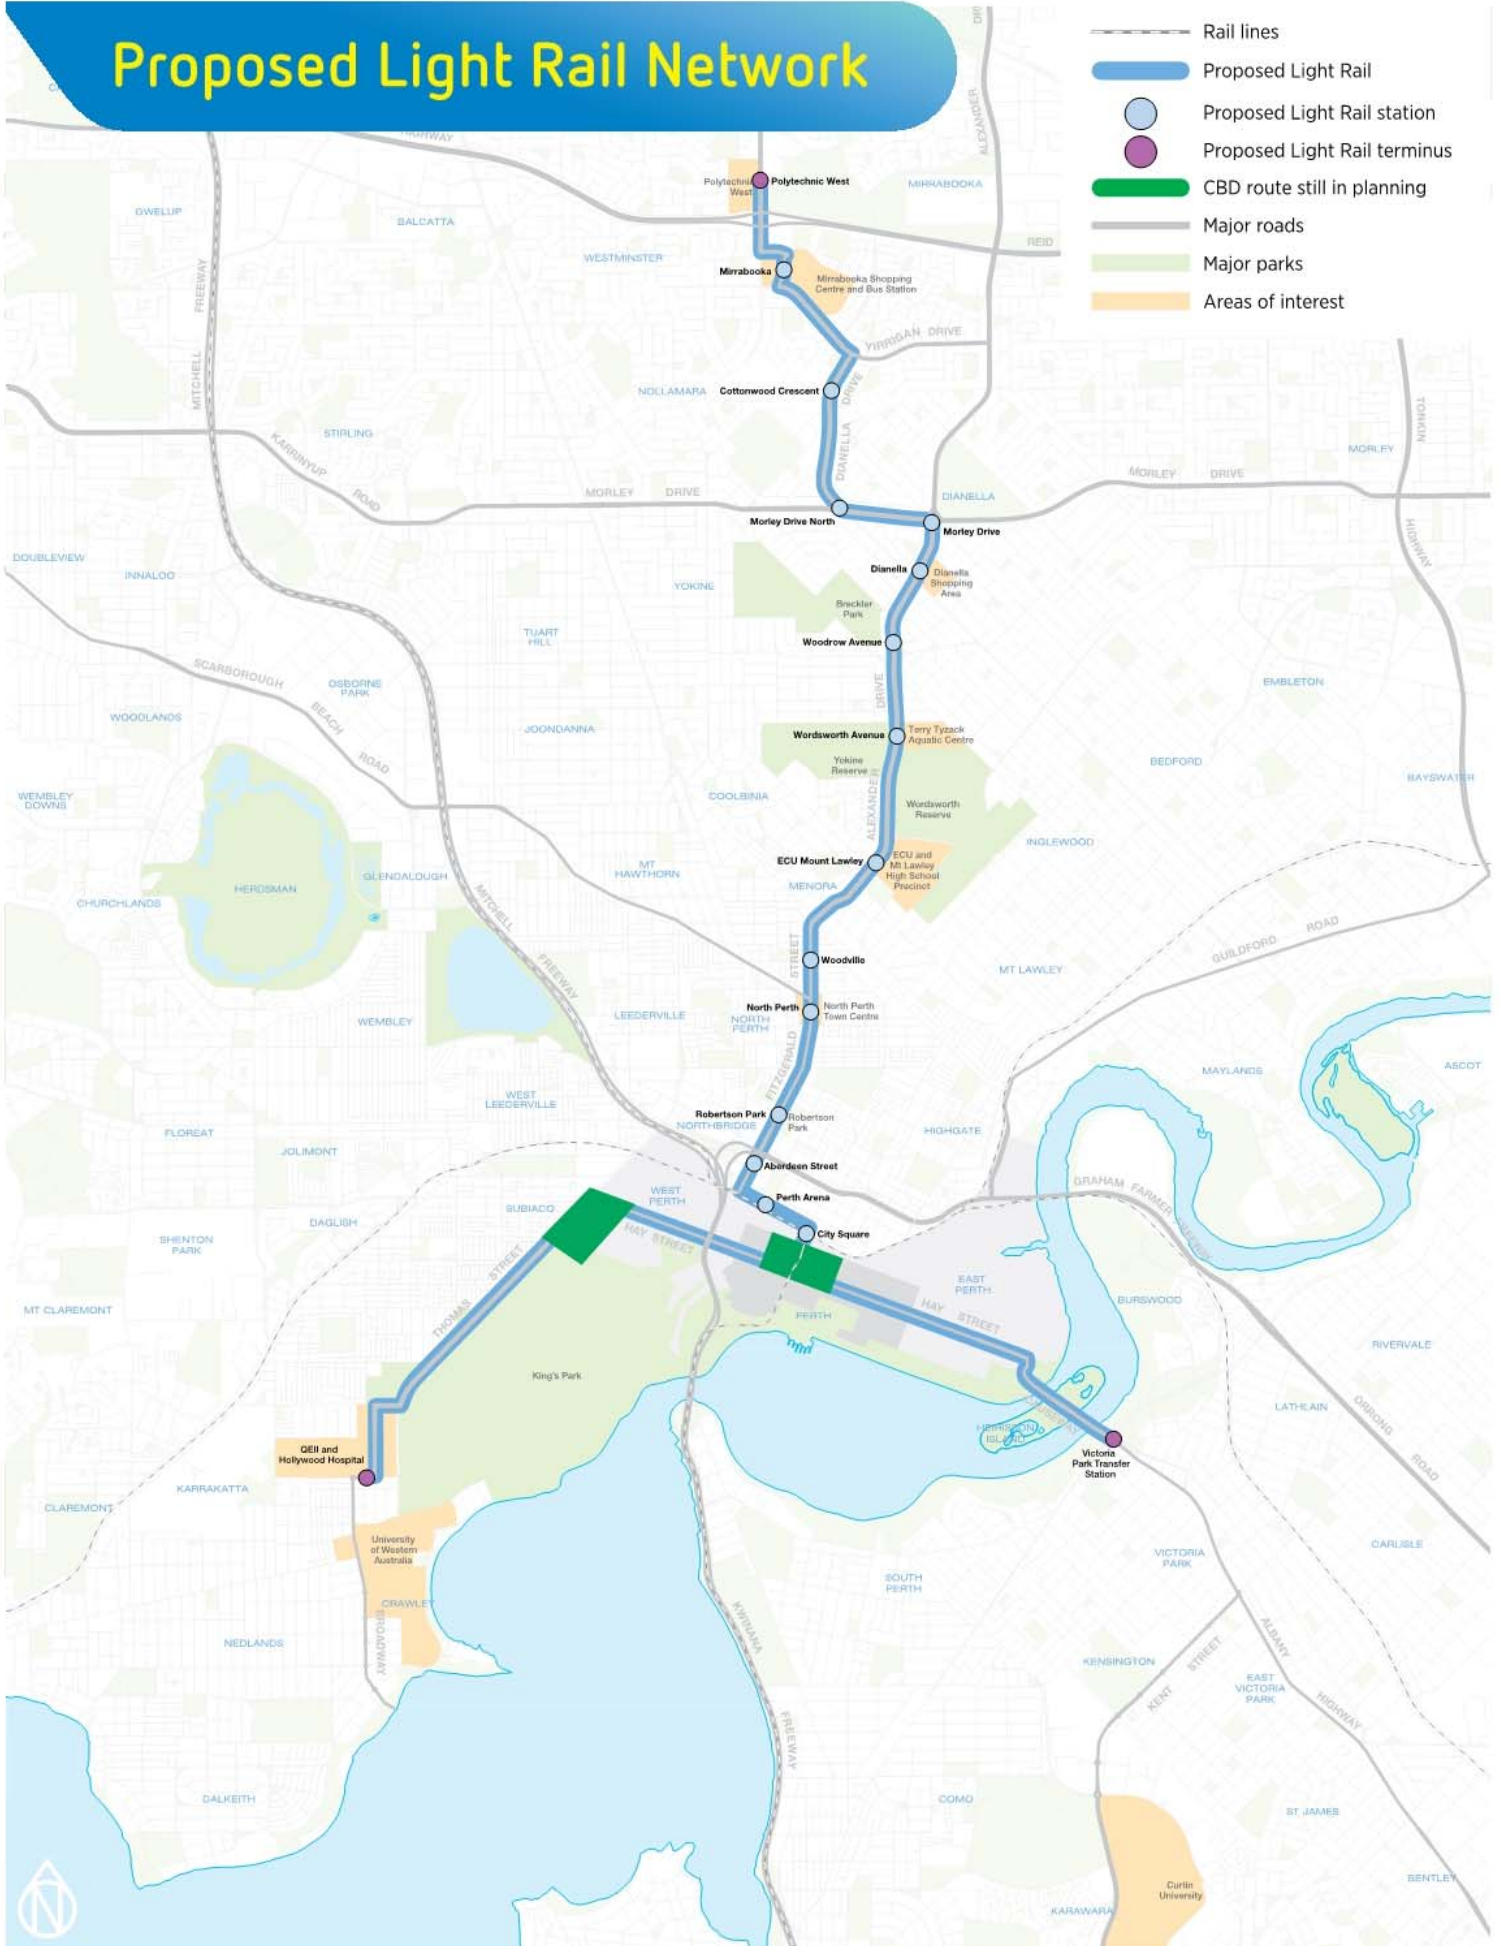 Proposed Light Rail Network
Rail lines
Proposed Light Rail
Proposed Light Rail station
Proposed Light Rail terminus
CBD route still in planning
Major roads
Major parks
Areas of interest
HIGHWAY
ALEXANDER
Polytechnic
West
Polytechnic West
MIRRABOOKA
GWELUP
BALCATTA
REID
WESTMINSTER
FREEWAY
Mirrabooka
Mirrabooka Shopping
Centre and Bus Station
YIRRIGAN DRIVE
MITCHELL
NOLLAMARA
Cottonwood Crescent
DRIVE
DIANELLA
TONKIN
STIRLING
KARRINYUP
ROAD
MORLEY
MORLEY DRIVE
MORLEY DRIVE
DIANELLA
Morley Drive North
Morley Drive
HIGHWAY
DOUBLEVIEW
INNALOO
YOKINE
Dianella
Dianella
Shopping
Area
Breckler
Park
TUART
HILL
Woodrow Avenue
SCARBOROUGH
BEACH
ROAD
OSBORNE
PARK
DRIVE
EMBLETON
WOODLANDS
JOONDANNA
Wordsworth Avenue
Terry Tyzack
Aquatic Centre
Yokine
Reserve
BEDFORD
BAYSWATER
WEMBLEY
DOWNS
COOLBINIA
ALEXANDER
Wordsworth
Reserve
INGLEWOOD
ECU Mount Lawley
ECU and
Mt Lawley
High School
Precinct
MT
HAWTHORN
GLENDALOUGH
HERDSMAN
MENORA
CHURCHLANDS
MITCHELL
FREEWAY
GUILDFORD ROAD
STREET
Woodville
MT LAWLEY
North Perth
North Perth
Town Centre
WEMBLEY
LEEDERVILLE
NORTH
PERTH
FITZGERALD
MAYLANDS
ASCOT
WEST
LEEDERVILLE
Robertson Park
Robertson
Park
NORTHBRIDGE
HIGHGATE
FLOREAT
JOLIMONT
Aberdeen Street
GRAHAM FARMER FREEWAY
WEST
PERTH
Perth Arena
SUBIACO
DAGLISH
HAY STREET
City Square
SHENTON
PARK
THOMAS STREET
EAST
PERTH
BURSWOOD
MT CLAREMONT
PERTH
HAY STREET
RIVERVALE
King's Park
CAUSEWAY
LATHLAIN
ORRONG
ROAD
HEIRISSON
ISLAND
QEII and
Hollywood Hospital
Victoria
Park Transfer
Station
KARRAKATTA
CLAREMONT
University
of Western
Australia
CARLISLE
VICTORIA
PARK
SOUTH
PERTH
CRAWLEY
BROADWAY
KWINANA
NEDLANDS
ALBANY
KENSINGTON
KENT STREET
EAST
VICTORIA
PARK
HIGHWAY
FREEWAY
DALKEITH
COMO
ST JAMES
BENTLEY
Curtin
University
KARAWARA
N